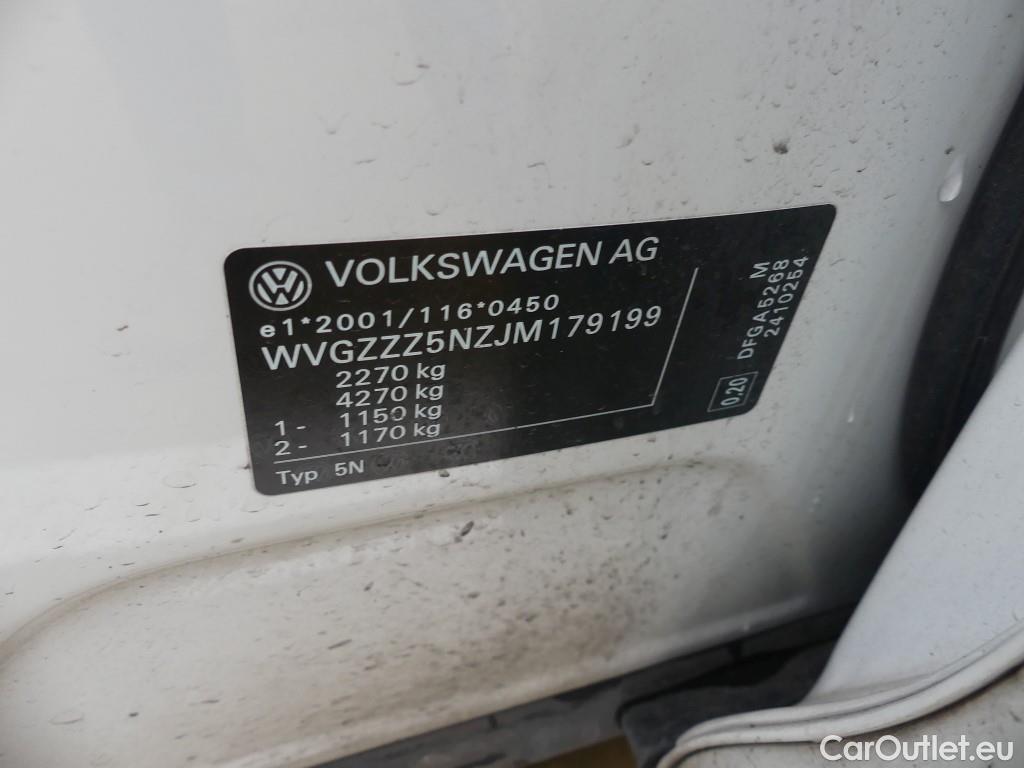 VOLKSWAGEN AG
e1*2001/116*0450
WVGZZZ5NZJM179199
2270 kg
4270 kg
1 - 1150 kg
2 - 1170 kg
Typ 5N
M
DFGA5268
2410254
0.20
CarOutlet.eu